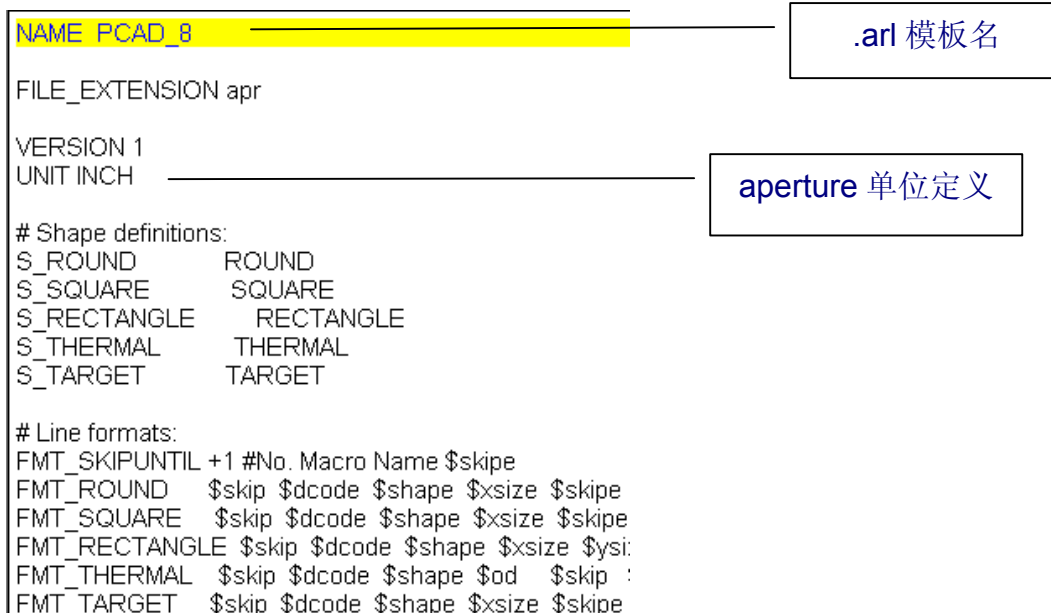 NAME PCAD_8
.arl 模板名
FILE_EXTENSION apr
VERSION 1
UNIT INCH
aperture 单位定义
# Shape definitions:
S_ROUND ROUND
S_SQUARE SQUARE
S_RECTANGLE RECTANGLE
S_THERMAL THERMAL
S_TARGET TARGET
# Line formats:
FMT_SKIPUNTIL +1 #No. Macro Name $skipe
FMT_ROUND $skip $dcode $shape $xsize $skipe
FMT_SQUARE $skip $dcode $shape $xsize $skipe
FMT_RECTANGLE $skip $dcode $shape $xsize $ysi
FMT_THERMAL $skip $dcode $shape $od $skip
FMT_TARGET $skip $dcode $shape $xsize $skipe